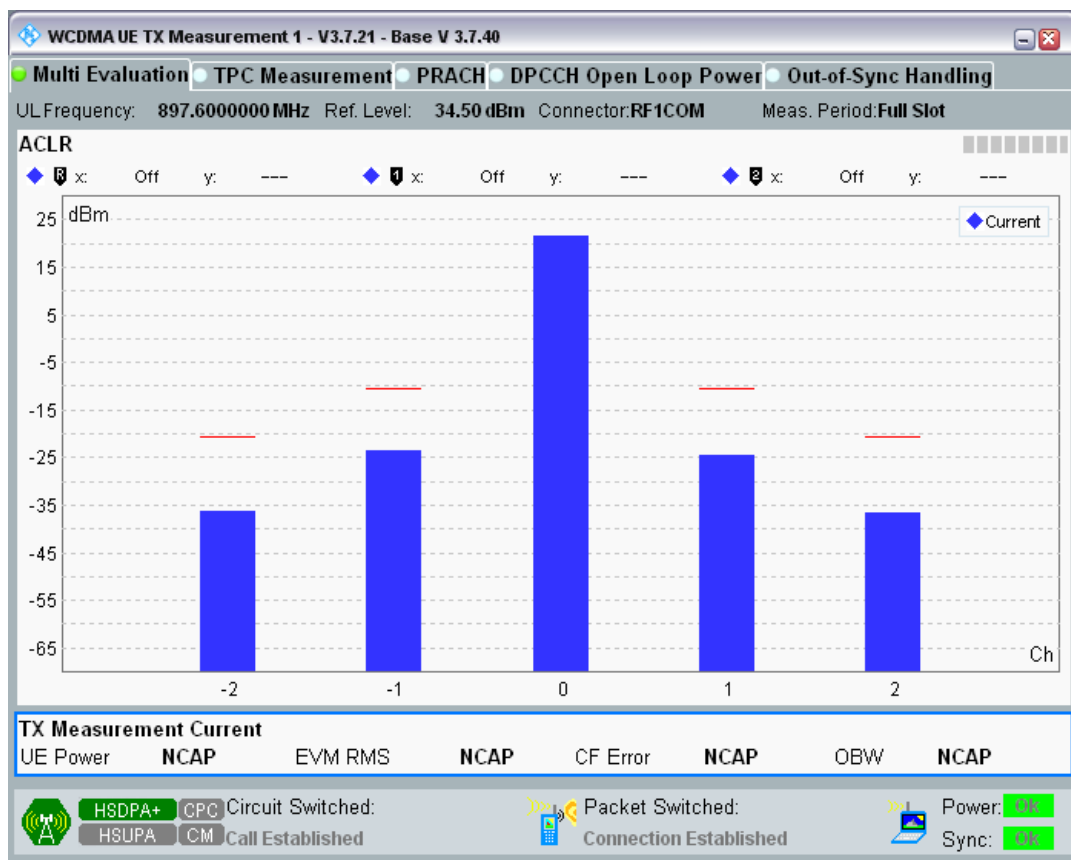 WCDMA UE TX Measurement 1 - V3.7.21 - Base V 3.7.40
Multi Evaluation TPC Measurement PRACH DPCCH Open Loop Power Out-of-Sync Handling
UL Frequency: 897.6000000 MHz Ref. Level: 34.50 dBm Connector: RF1COM Meas. Period: Full Slot
ACLR
R x: Off y: --- 1 x: Off y: --- 2 x: Off y: ---
dBm
Current
25
15
5
-5
-15
-25
-35
-45
-55
-65
Ch
-2 -1 0 1 2
TX Measurement Current
UE Power NCAP EVM RMS NCAP CF Error NCAP OBW NCAP
HSDPA+ CPC Circuit Switched: Packet Switched: Power: OK
HSUPA CM Call Established Connection Established Sync: OK